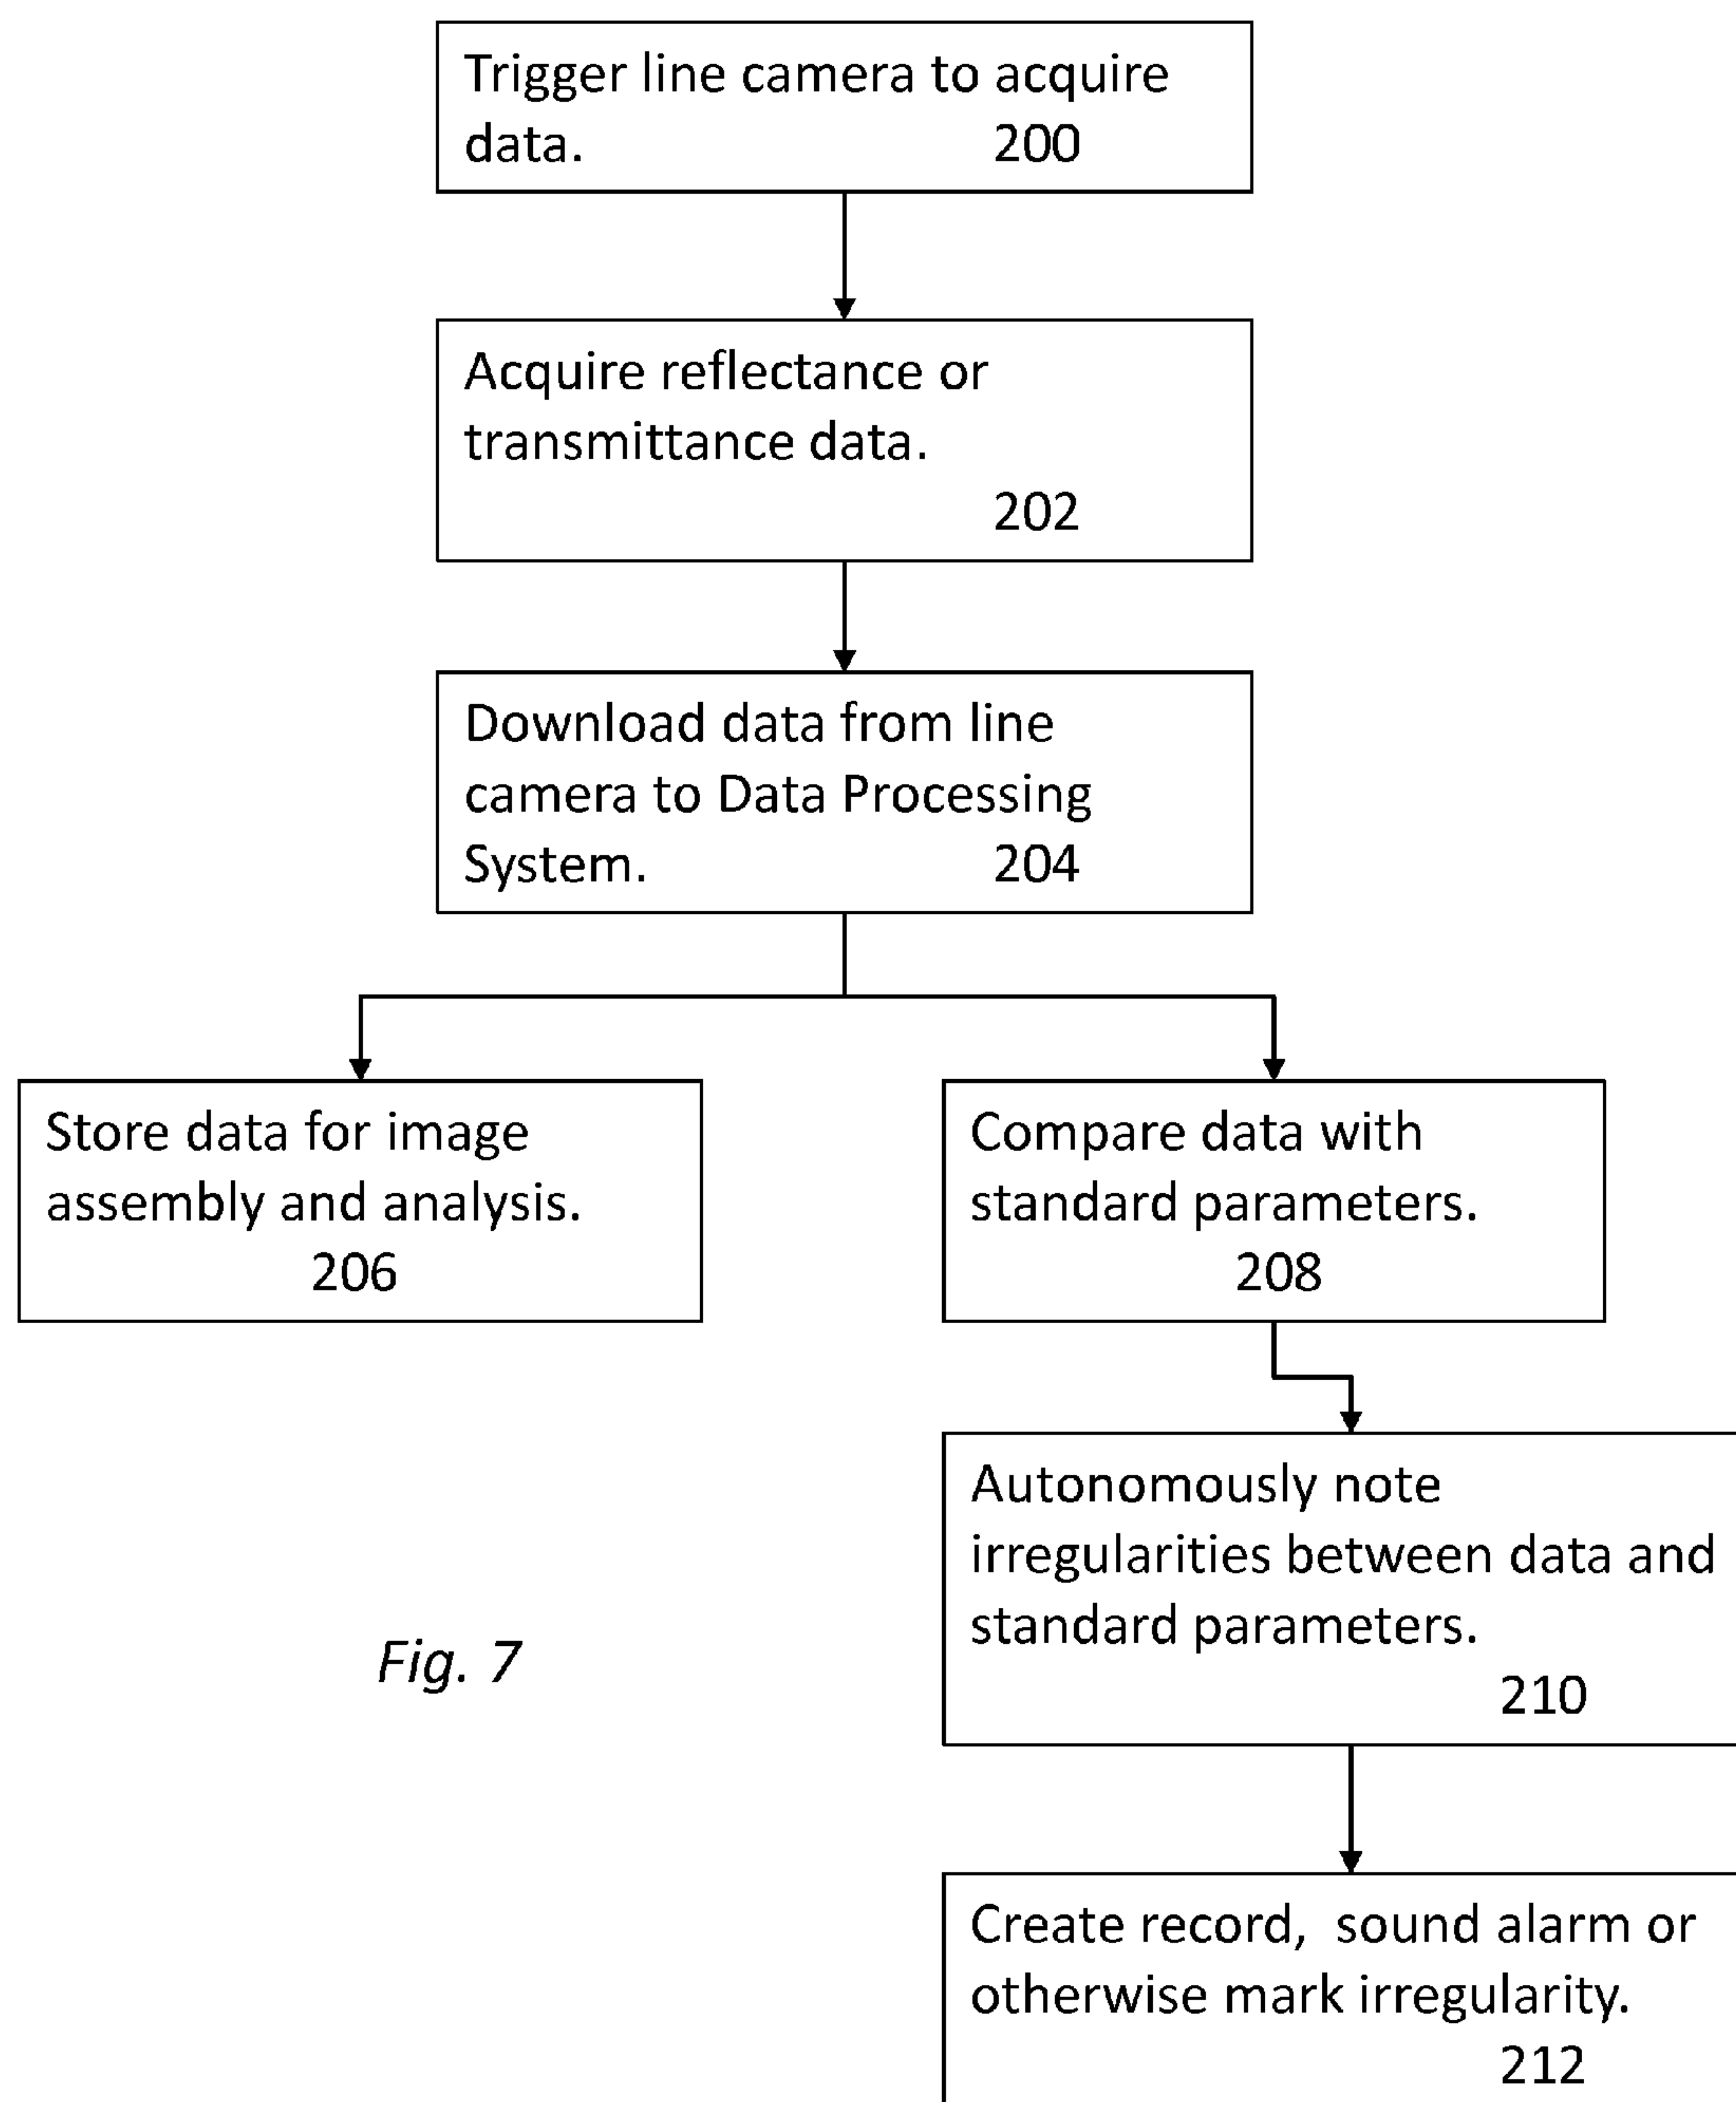 Trigger line camera to acquire
data. 200
Acquire reflectance or
transmittance data.
202
Download data from line
camera to Data Processing
System. 204
Store data for image
assembly and analysis.
206
Compare data with
standard parameters.
208
Autonomously note
irregularities between data and
standard parameters.
210
Fig. 7
Create record, sound alarm or
otherwise mark irregularity.
212